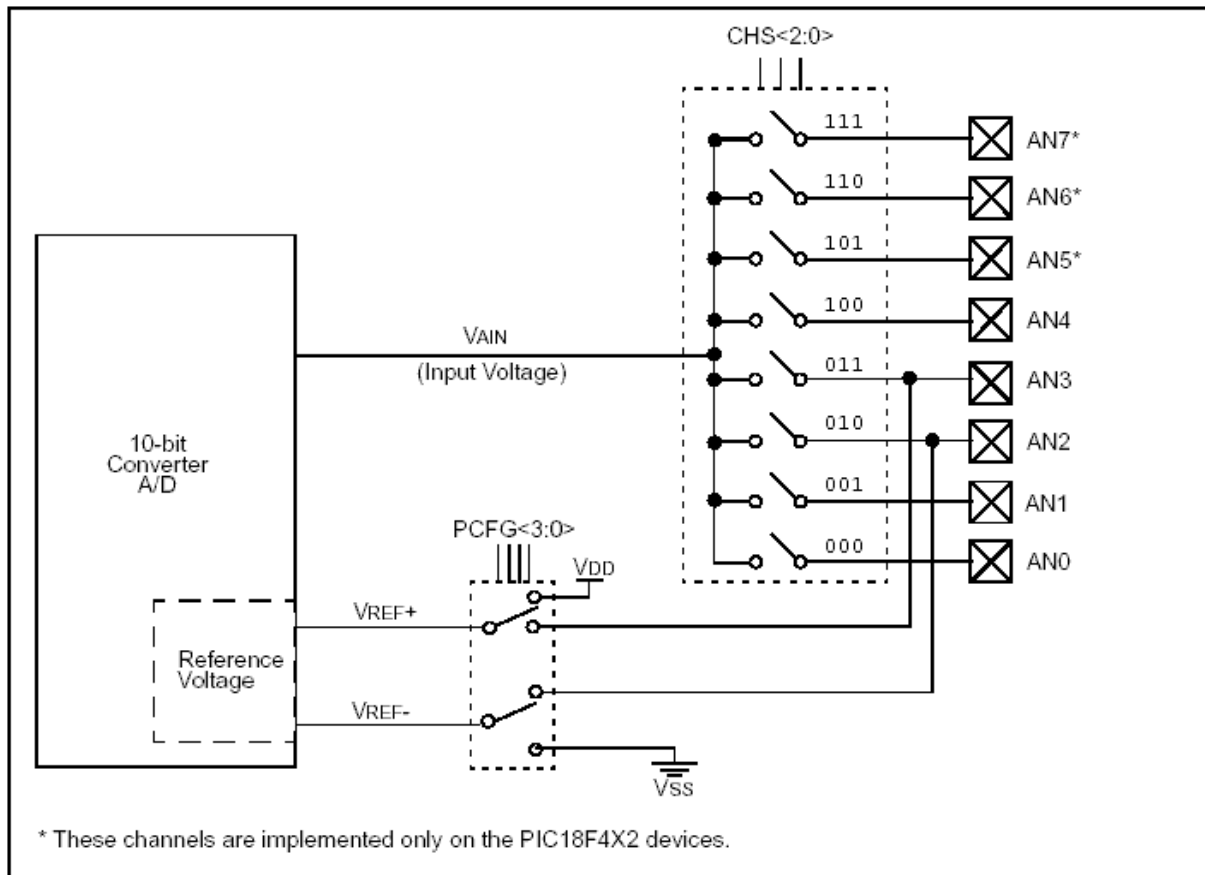 CHS<2:0>
111 AN7*
110 AN6*
101 AN5*
100 AN4
VAIN
(Input Voltage)
011 AN3
010 AN2
001 AN1
000 AN0
10-bit
Converter
A/D
PCFG<3:0>
VDD
VREF+
Reference
Voltage
VREF-
VSS
* These channels are implemented only on the PIC18F4X2 devices.